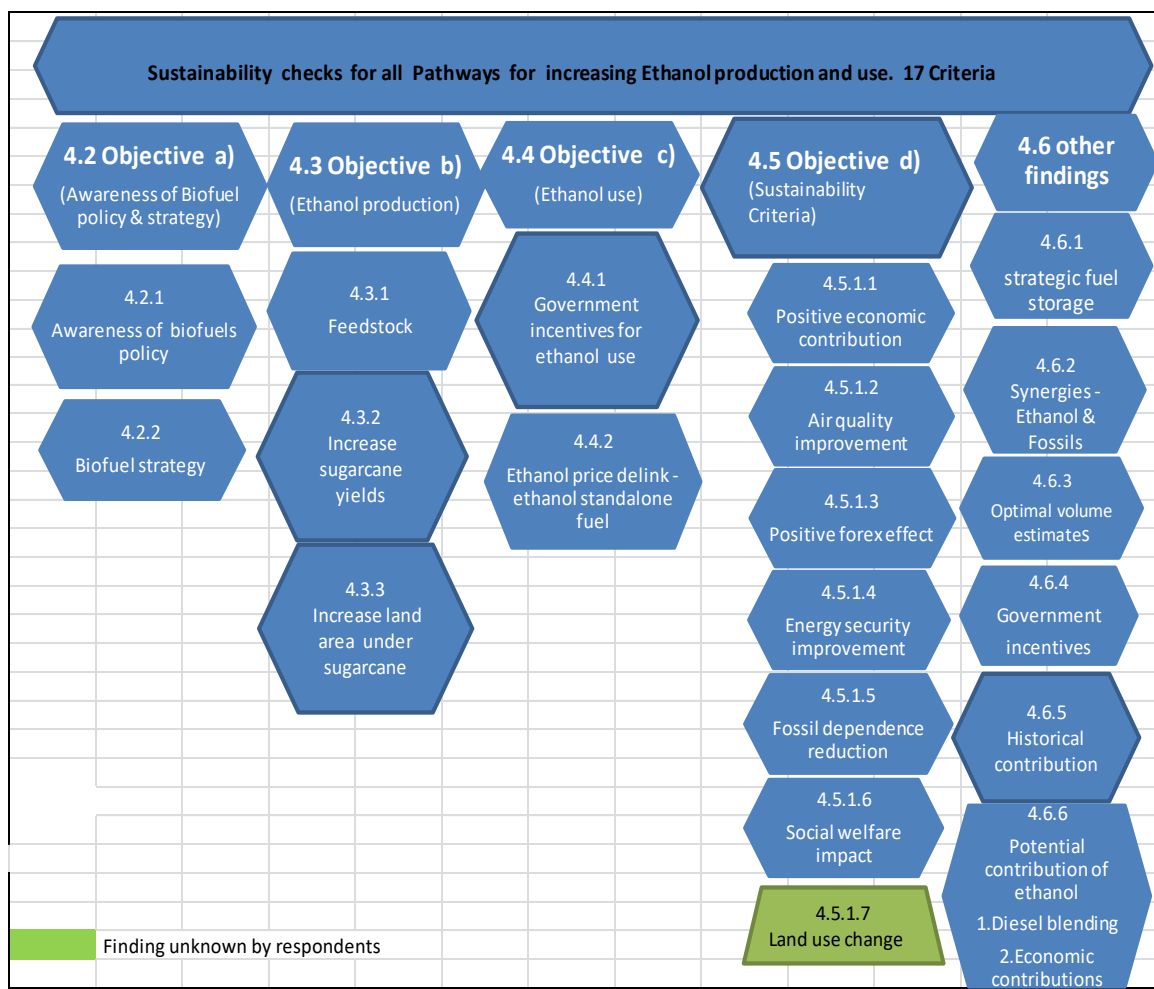 Sustainability checks for all Pathways for increasing Ethanol production and use. 17 Criteria
4.2 Objective a)
(Awareness of Biofuel
policy & strategy)
4.2.1
Awareness of biofuels
policy
4.2.2
Biofuel strategy
4.3 Objective b)
(Ethanol production)
4.3.1
Feedstock
4.3.2
Increase
sugarcane
yields
4.3.3
Increase land
area under
sugarcane
4.4 Objective c)
(Ethanol use)
4.4.1
Government
incentives for
ethanol use
4.4.2
Ethanol price delink -
ethanol standalone
fuel
4.5 Objective d)
(Sustainability
Criteria)
4.5.1.1
Positive economic
contribution
4.5.1.2
Air quality
improvement
4.5.1.3
Positive forex effect
4.5.1.4
Energy security
improvement
4.5.1.5
Fossil dependence
reduction
4.5.1.6
Social welfare
impact
4.5.1.7
Land use change
4.6 other
findings
4.6.1
strategic fuel
storage
4.6.2
Synergies -
Ethanol &
Fossils
4.6.3
Optimal volume
estimates
4.6.4
Government
incentives
4.6.5
Historical
contribution
4.6.6
Potential
contribution of
ethanol
1.Diesel blending
2.Economic
contributions
Finding unknown by respondents